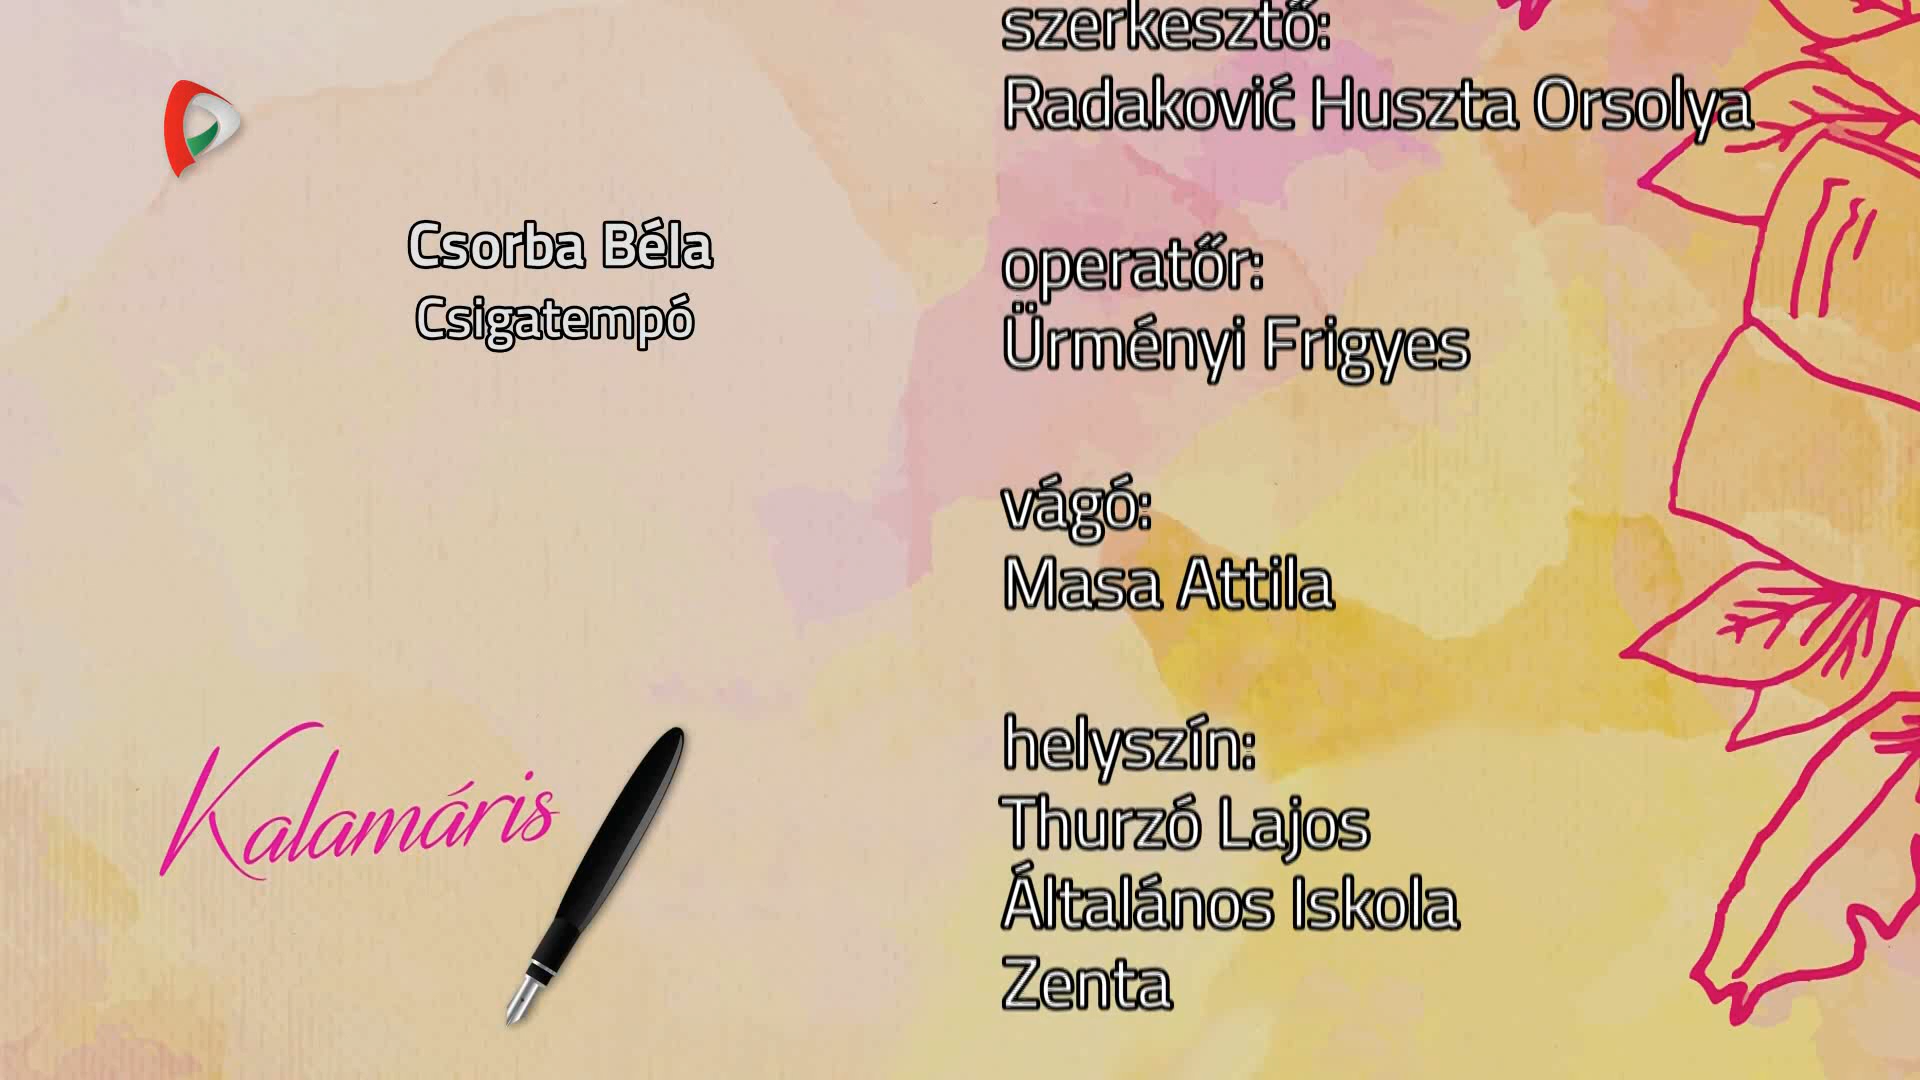 Csorba Béla
Csigatempó
Kalamáris
szerkesztő:
Radaković Huszta Orsolya
operatőr:
Ürményi Frigyes
vágó:
Masa Attila
helyszín:
Thurzó Lajos
Általános Iskola
Zenta